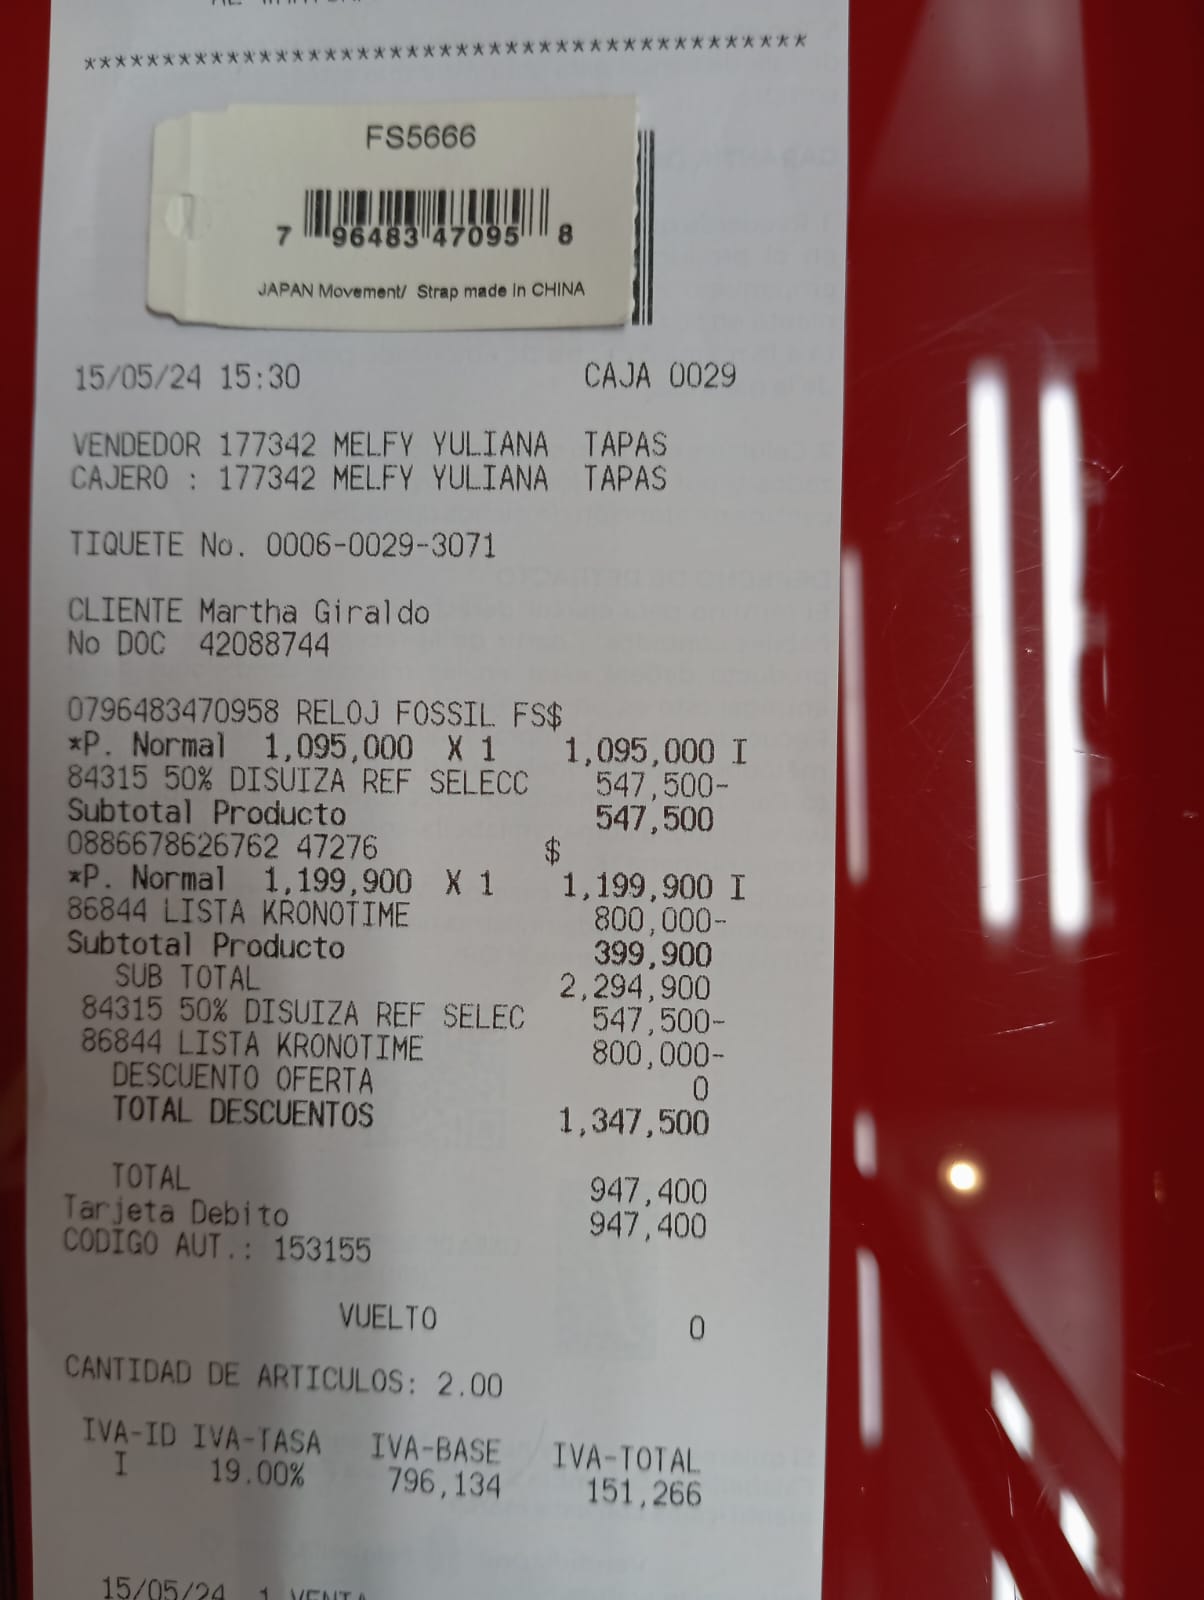 ****************************************
FS5666
7 96483 47095 8
JAPAN Movement/ Strap made in CHINA
15/05/24 15:30 CAJA 0029
VENDEDOR 177342 MELFY YULIANA TAPAS
CAJERO : 177342 MELFY YULIANA TAPAS
TIQUETE No. 0006-0029-3071
CLIENTE Martha Giraldo
No DOC 42088744
0796483470958 RELOJ FOSSIL FS$
*P. Normal 1,095,000 X 1 1,095,000 I
84315 50% DISUIZA REF SELECC 547,500-
Subtotal Producto 547,500
0886678626762 47276 $
*P. Normal 1,199,900 X 1 1,199,900 I
86844 LISTA KRONOTIME 800,000-
Subtotal Producto 399,900
SUB TOTAL 2,294,900
84315 50% DISUIZA REF SELEC 547,500-
86844 LISTA KRONOTIME 800,000-
DESCUENTO OFERTA 0
TOTAL DESCUENTOS 1,347,500
TOTAL 947,400
Tarjeta Debito 947,400
CODIGO AUT.: 153155
VUELTO 0
CANTIDAD DE ARTICULOS: 2.00
IVA-ID IVA-TASA IVA-BASE IVA-TOTAL
I 19.00% 796,134 151,266
15/05/24 1 VENTA